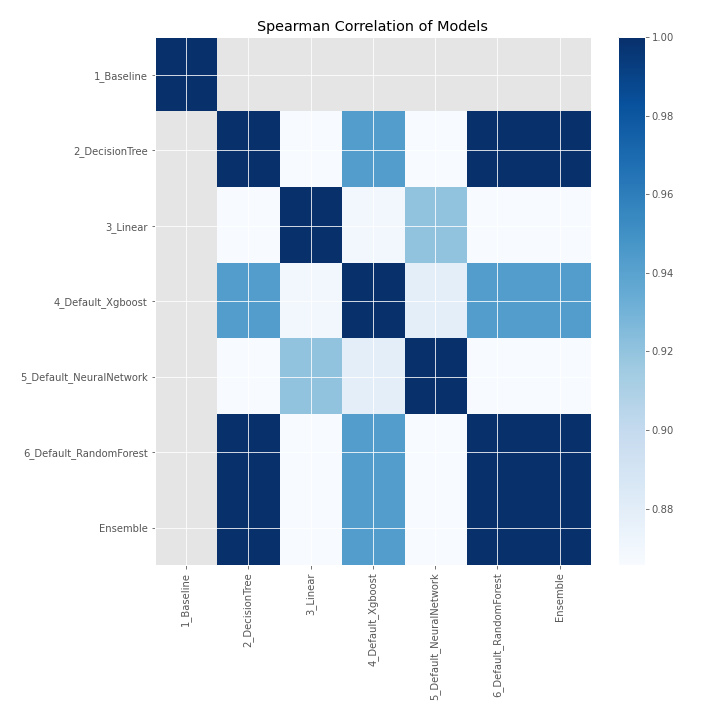 Spearman Correlation of Models
1_Baseline
2_DecisionTree
3_Linear
4_Default_Xgboost
5_Default_NeuralNetwork
6_Default_RandomForest
Ensemble
1_Baseline
2_DecisionTree
3_Linear
4_Default_Xgboost
5_Default_NeuralNetwork
6_Default_RandomForest
Ensemble
1.00
0.98
0.96
0.94
0.92
0.90
0.88